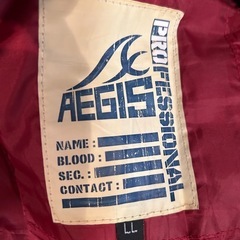 AEGIS
PROFESSIONAL
NAME :
BLOOD :
SEC. :
CONTACT :
LL